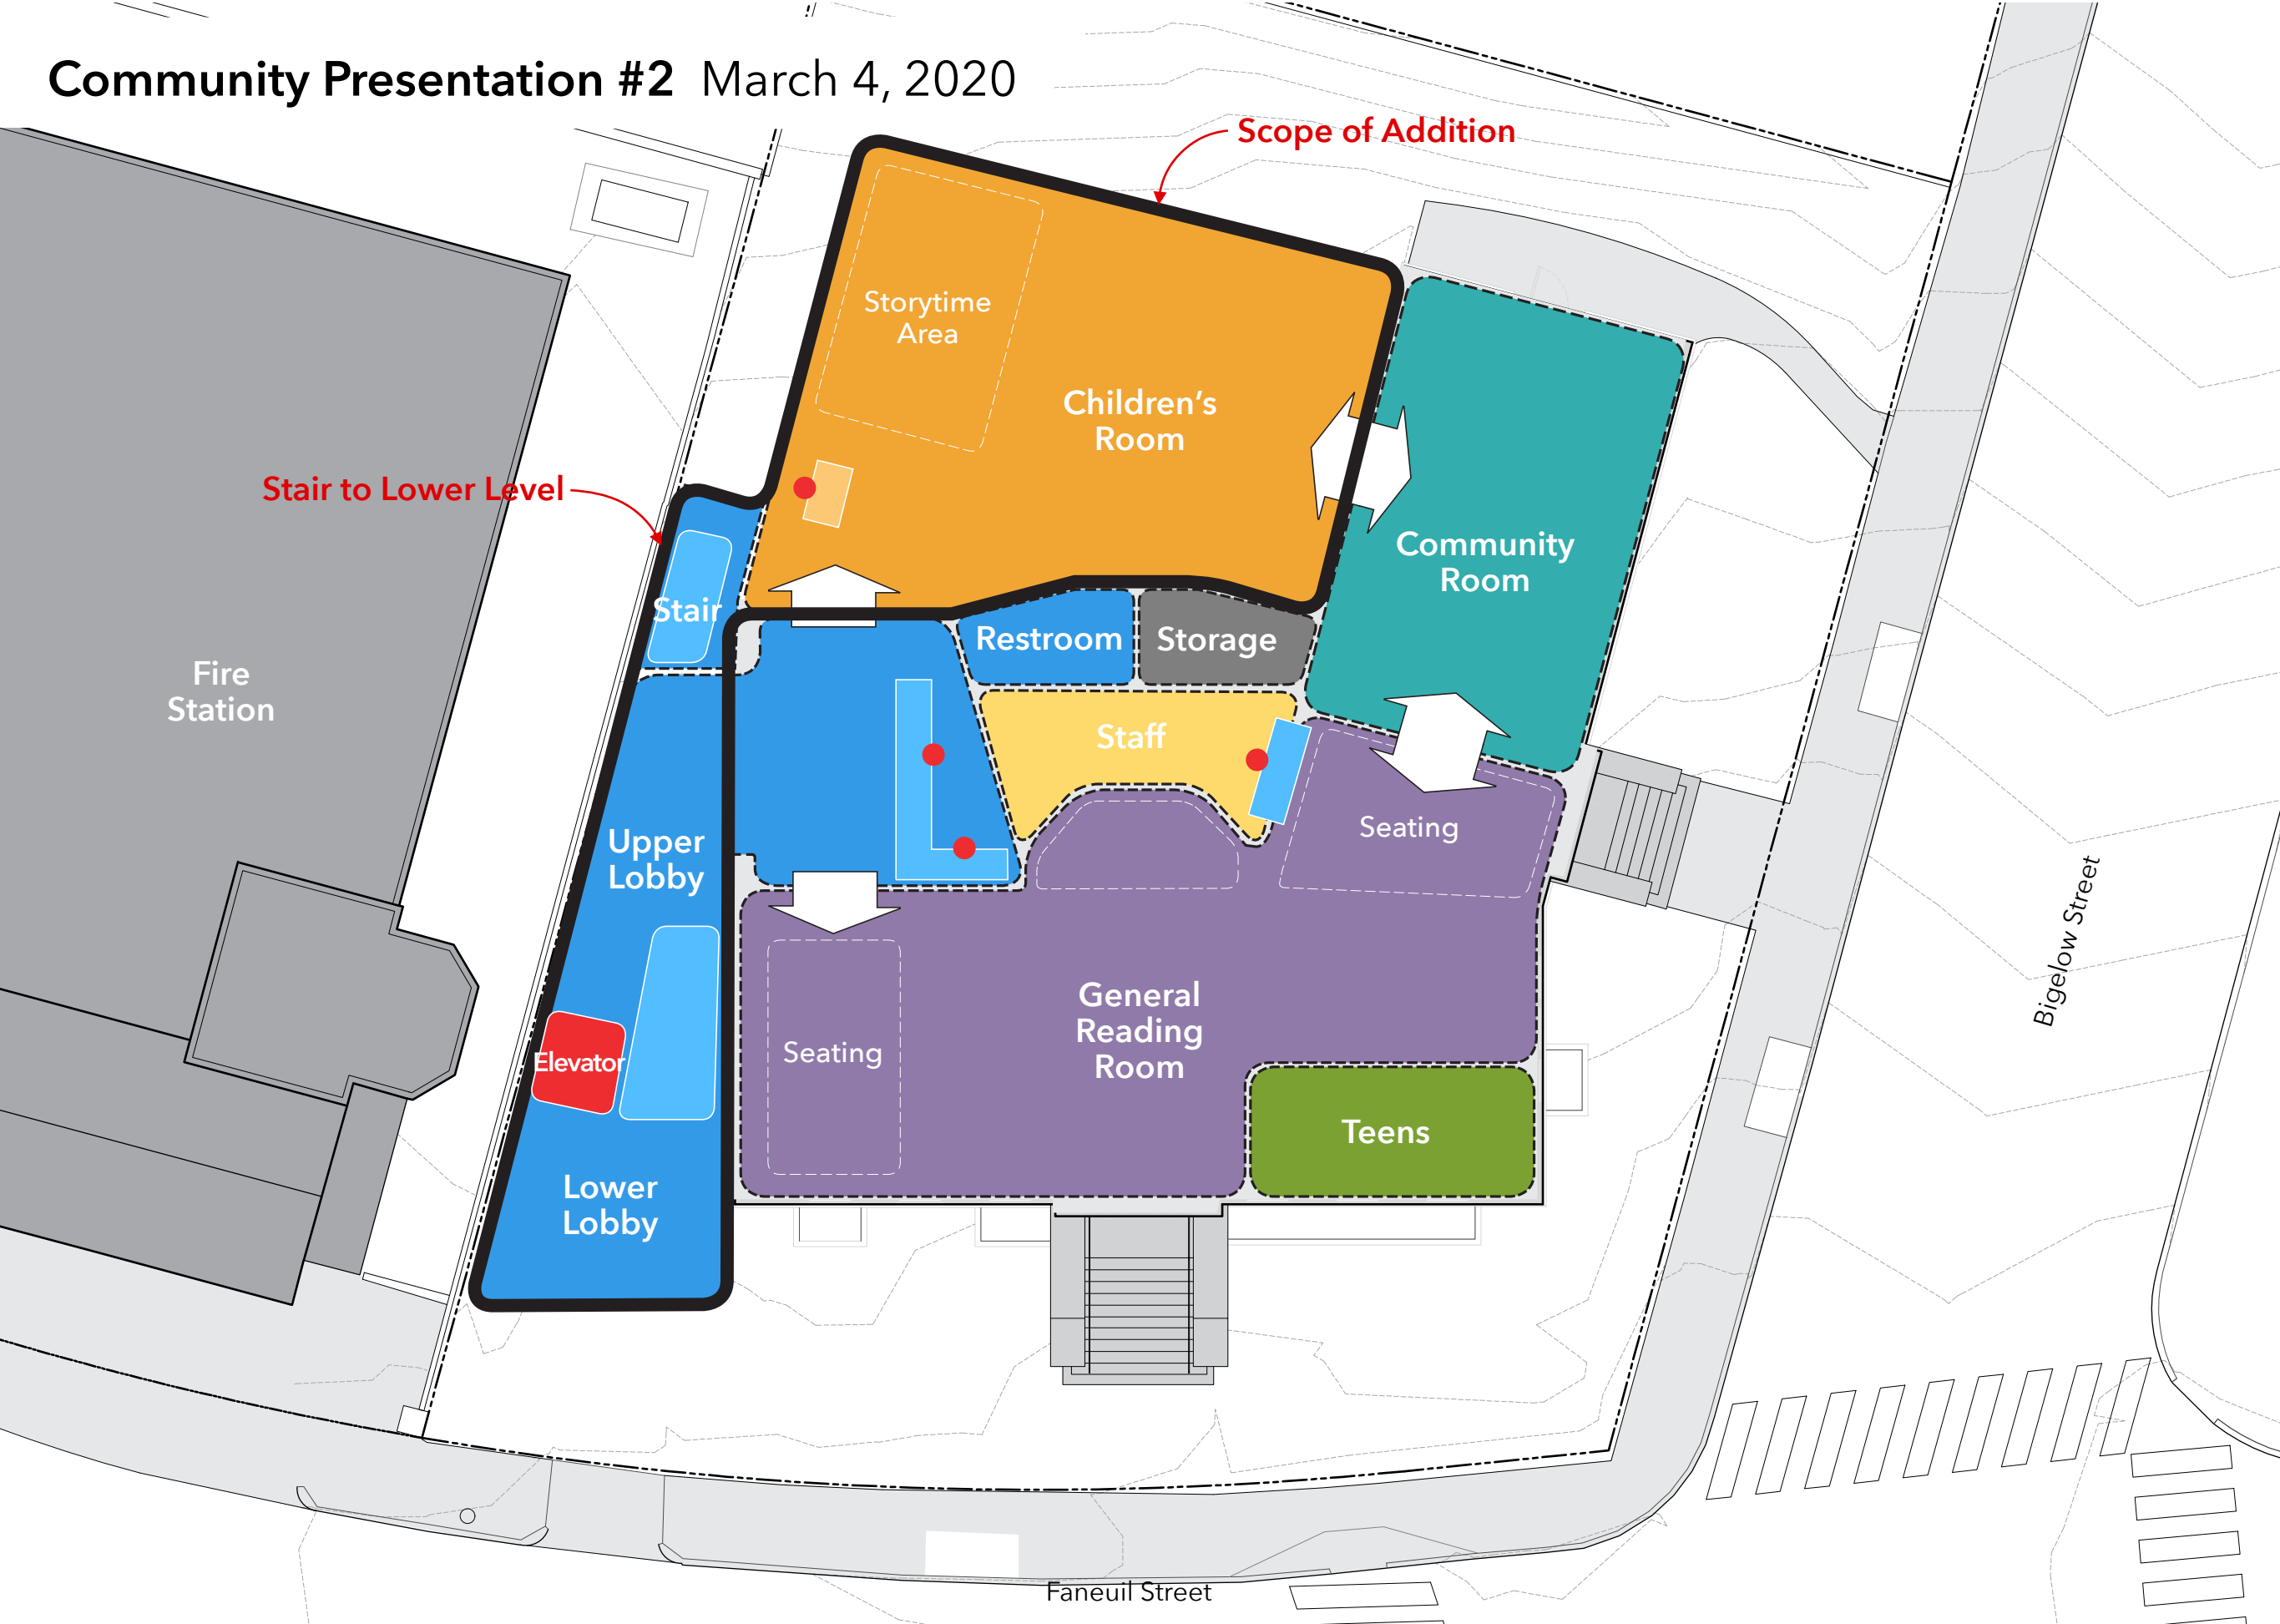 Community Presentation #2 March 4, 2020
Scope of Addition
Storytime
Area
Children's
Room
Stair to Lower Level
Community
Room
Stair
Restroom
Storage
Fire
Station
Staff
Seating
Upper
Lobby
Bigelow Street
General
Reading
Room
Seating
Elevator
Teens
Lower
Lobby
Faneuil Street